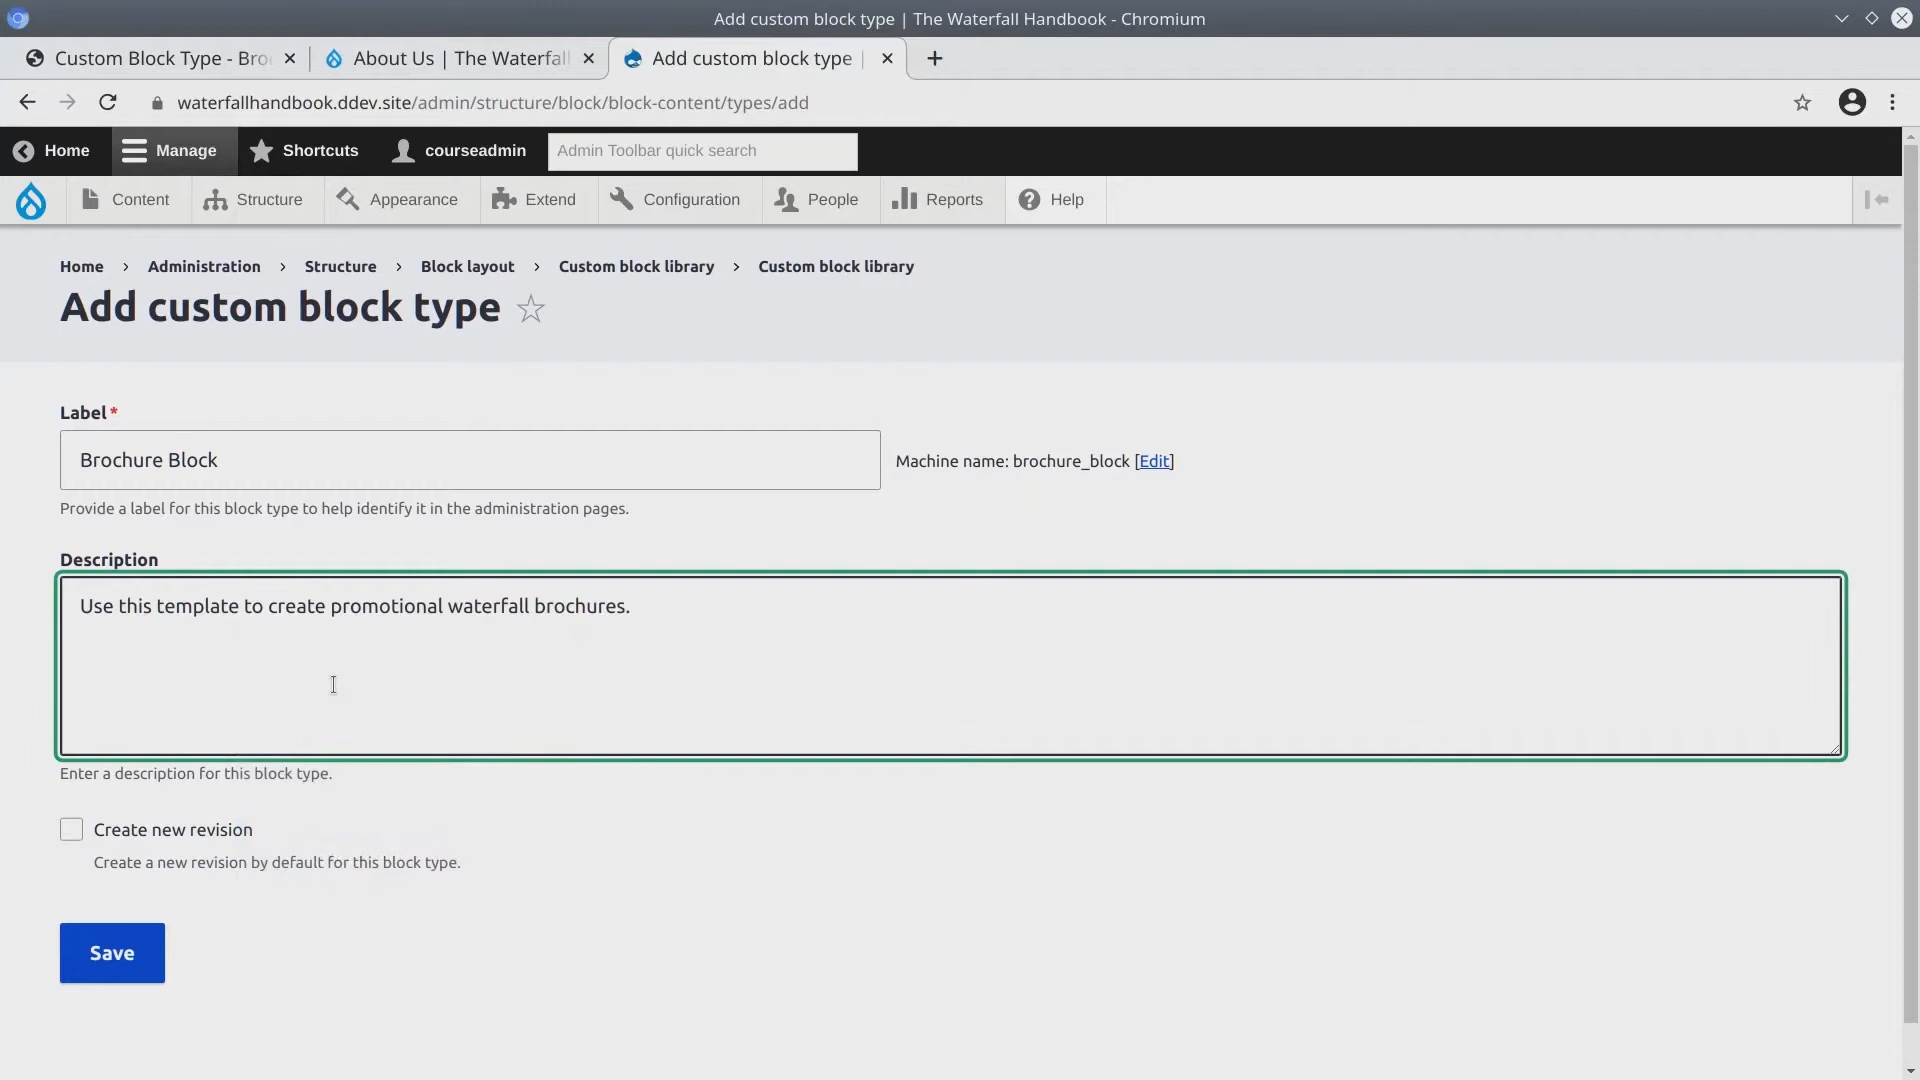 Add custom block type | The Waterfall Handbook - Chromium
Custom Block Type - Bro
About Us | The Waterfall
Add custom block type |
waterfallhandbook.ddev.site/admin/structure/block/block-content/types/add
Home
Manage
Shortcuts
courseadmin
Admin Toolbar quick search
Content
Structure
Appearance
Extend
Configuration
People
Reports
Help
Home › Administration › Structure › Block layout › Custom block library › Custom block library
Add custom block type
Label*
Brochure Block
Machine name: brochure_block [Edit]
Provide a label for this block type to help identify it in the administration pages.
Description
Use this template to create promotional waterfall brochures.
Enter a description for this block type.
Create new revision
Create a new revision by default for this block type.
Save